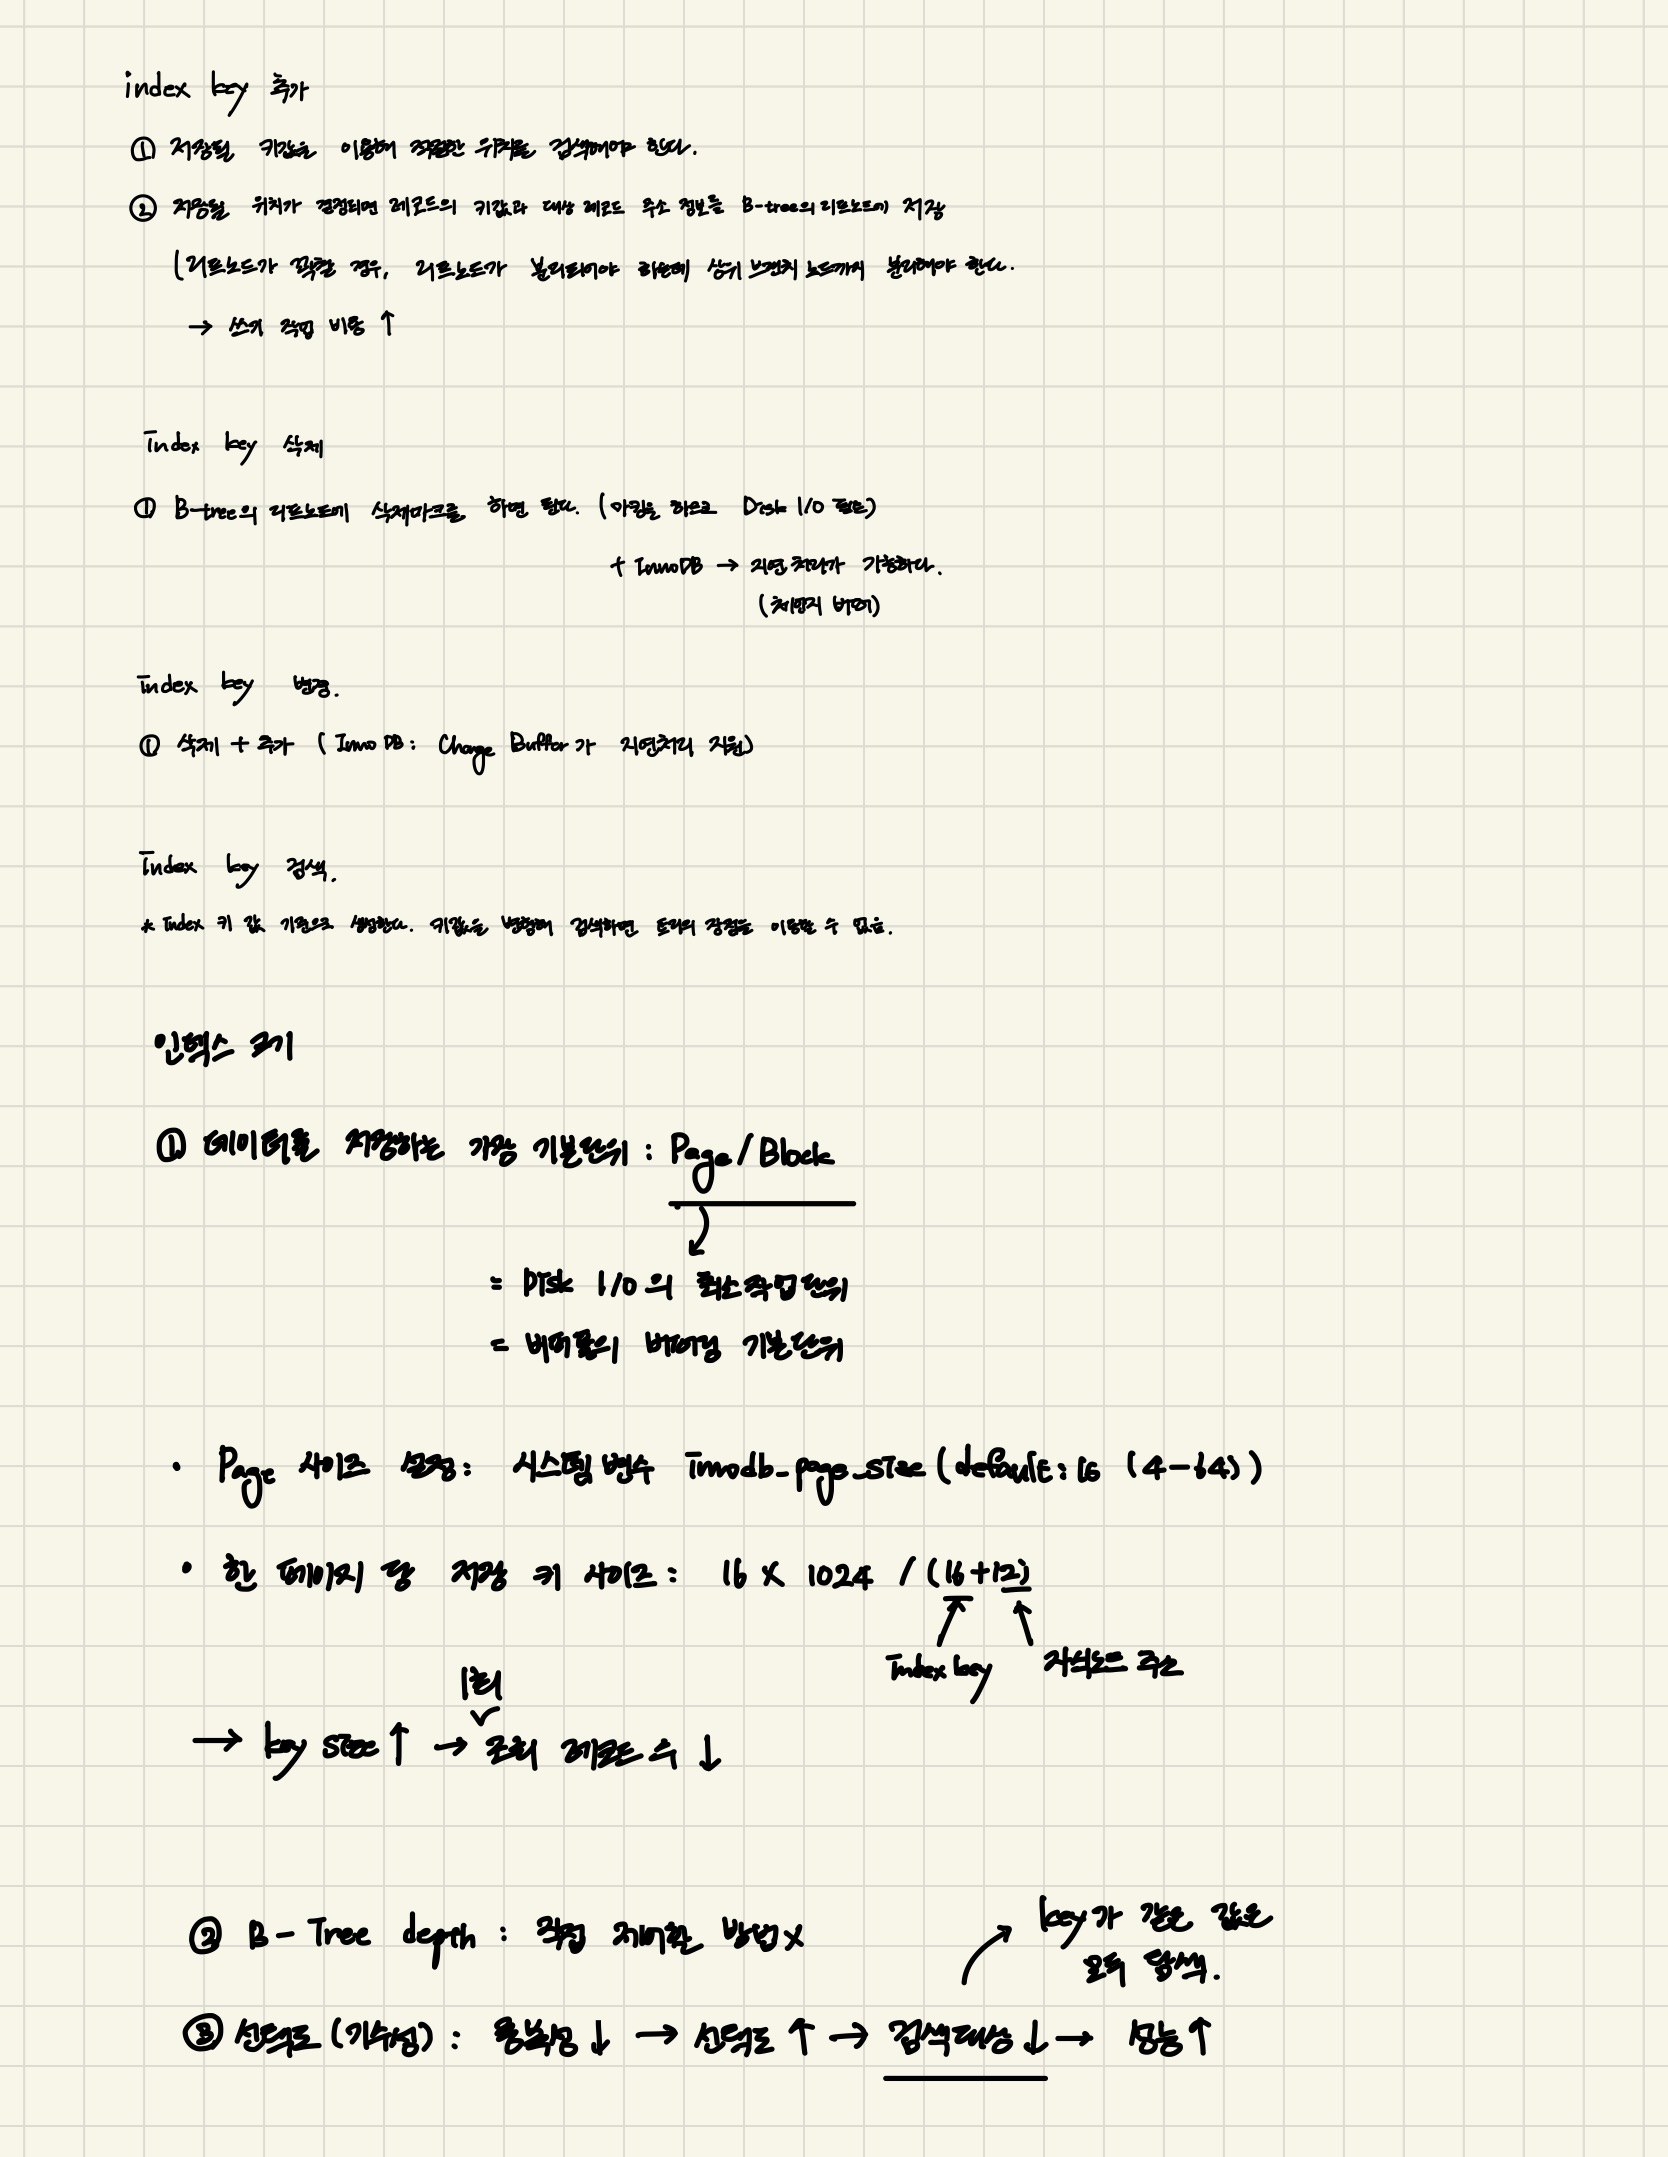 index key 추가
① 저장될 키값을 이용해 적절한 위치를 검색해야 한다.
② 저장될 위치가 결정되면 레코드의 키값과 대상 레코드 주소 정보를 B-tree의 리프노드에 저장
(리프노드가 꽉찰 경우, 리프노드가 분리되어야 하는데 상위 브랜치 노드까지 분리해야 한다.
→ 쓰기 작업 비용 ↑
Index key 삭제
① B-tree의 리프노드에 삭제마크를 하면 된다. (마킹을 하므로 Disk I/O 필요)
+ InnoDB → 지연처리가 가능하다.
(체인지 버퍼)
Index key 변경.
① 삭제 + 추가 (InnoDB: Change Buffer가 지연처리 지원)
Index key 검색.
* Index 키 값 기준으로 생성한다. 키값을 변형해 검색하면 트리의 장점을 이용할 수 없음.
인덱스 크기
① 데이터를 저장하는 가장 기본단위 : Page/Block
= Disk I/O의 최소작업단위
= 버퍼풀의 버퍼링 기본단위
• Page 사이즈 설정: 시스템 변수 innodb_page_size (default: 16 (4-64))
• 한 페이지 당 저장 키 사이즈: 16 X 1024 / (16+12)
Index key 자식노드 주소
1회
→ key size ↑ → 조회 레코드 수 ↓
② B-Tree depth : 직접 제어할 방법 X
key가 같은 값은
모두 탐색.
③ 선택도 (기수성) : 중복성 ↓ → 선택도 ↑ → 검색대상 ↓ → 성능 ↑